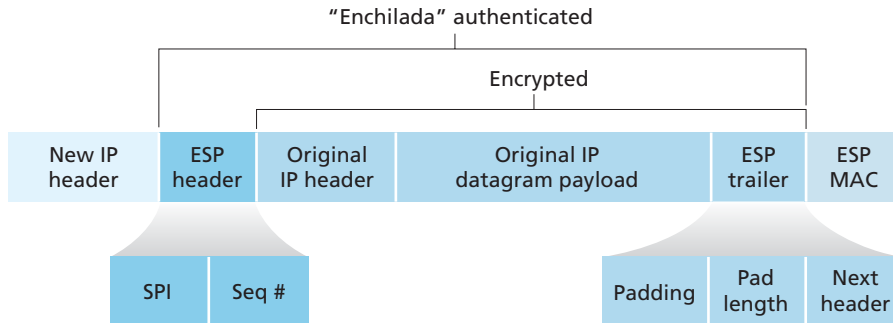 “Enchilada” authenticated
Encrypted
New IP
header
ESP
header
Original
IP header
Original IP
datagram payload
ESP
trailer
ESP
MAC
SPI
Seq #
Padding
Pad
length
Next
header